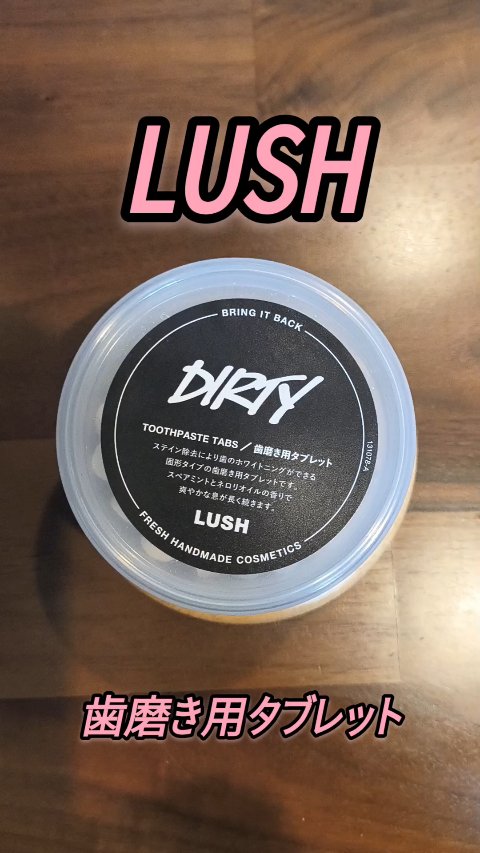 LUSH
BRING IT BACK
DIRTY
TOOTHPASTE TABS／歯磨き用タブレット
ステイン除去により歯のホワイトニングができる
固形タイプの歯磨き用タブレットです。
スペアミントとネロリオイルの香りで
爽やかな息が長く続きます。
LUSH
131078-A
FRESH HANDMADE COSMETICS
歯磨き用タブレット